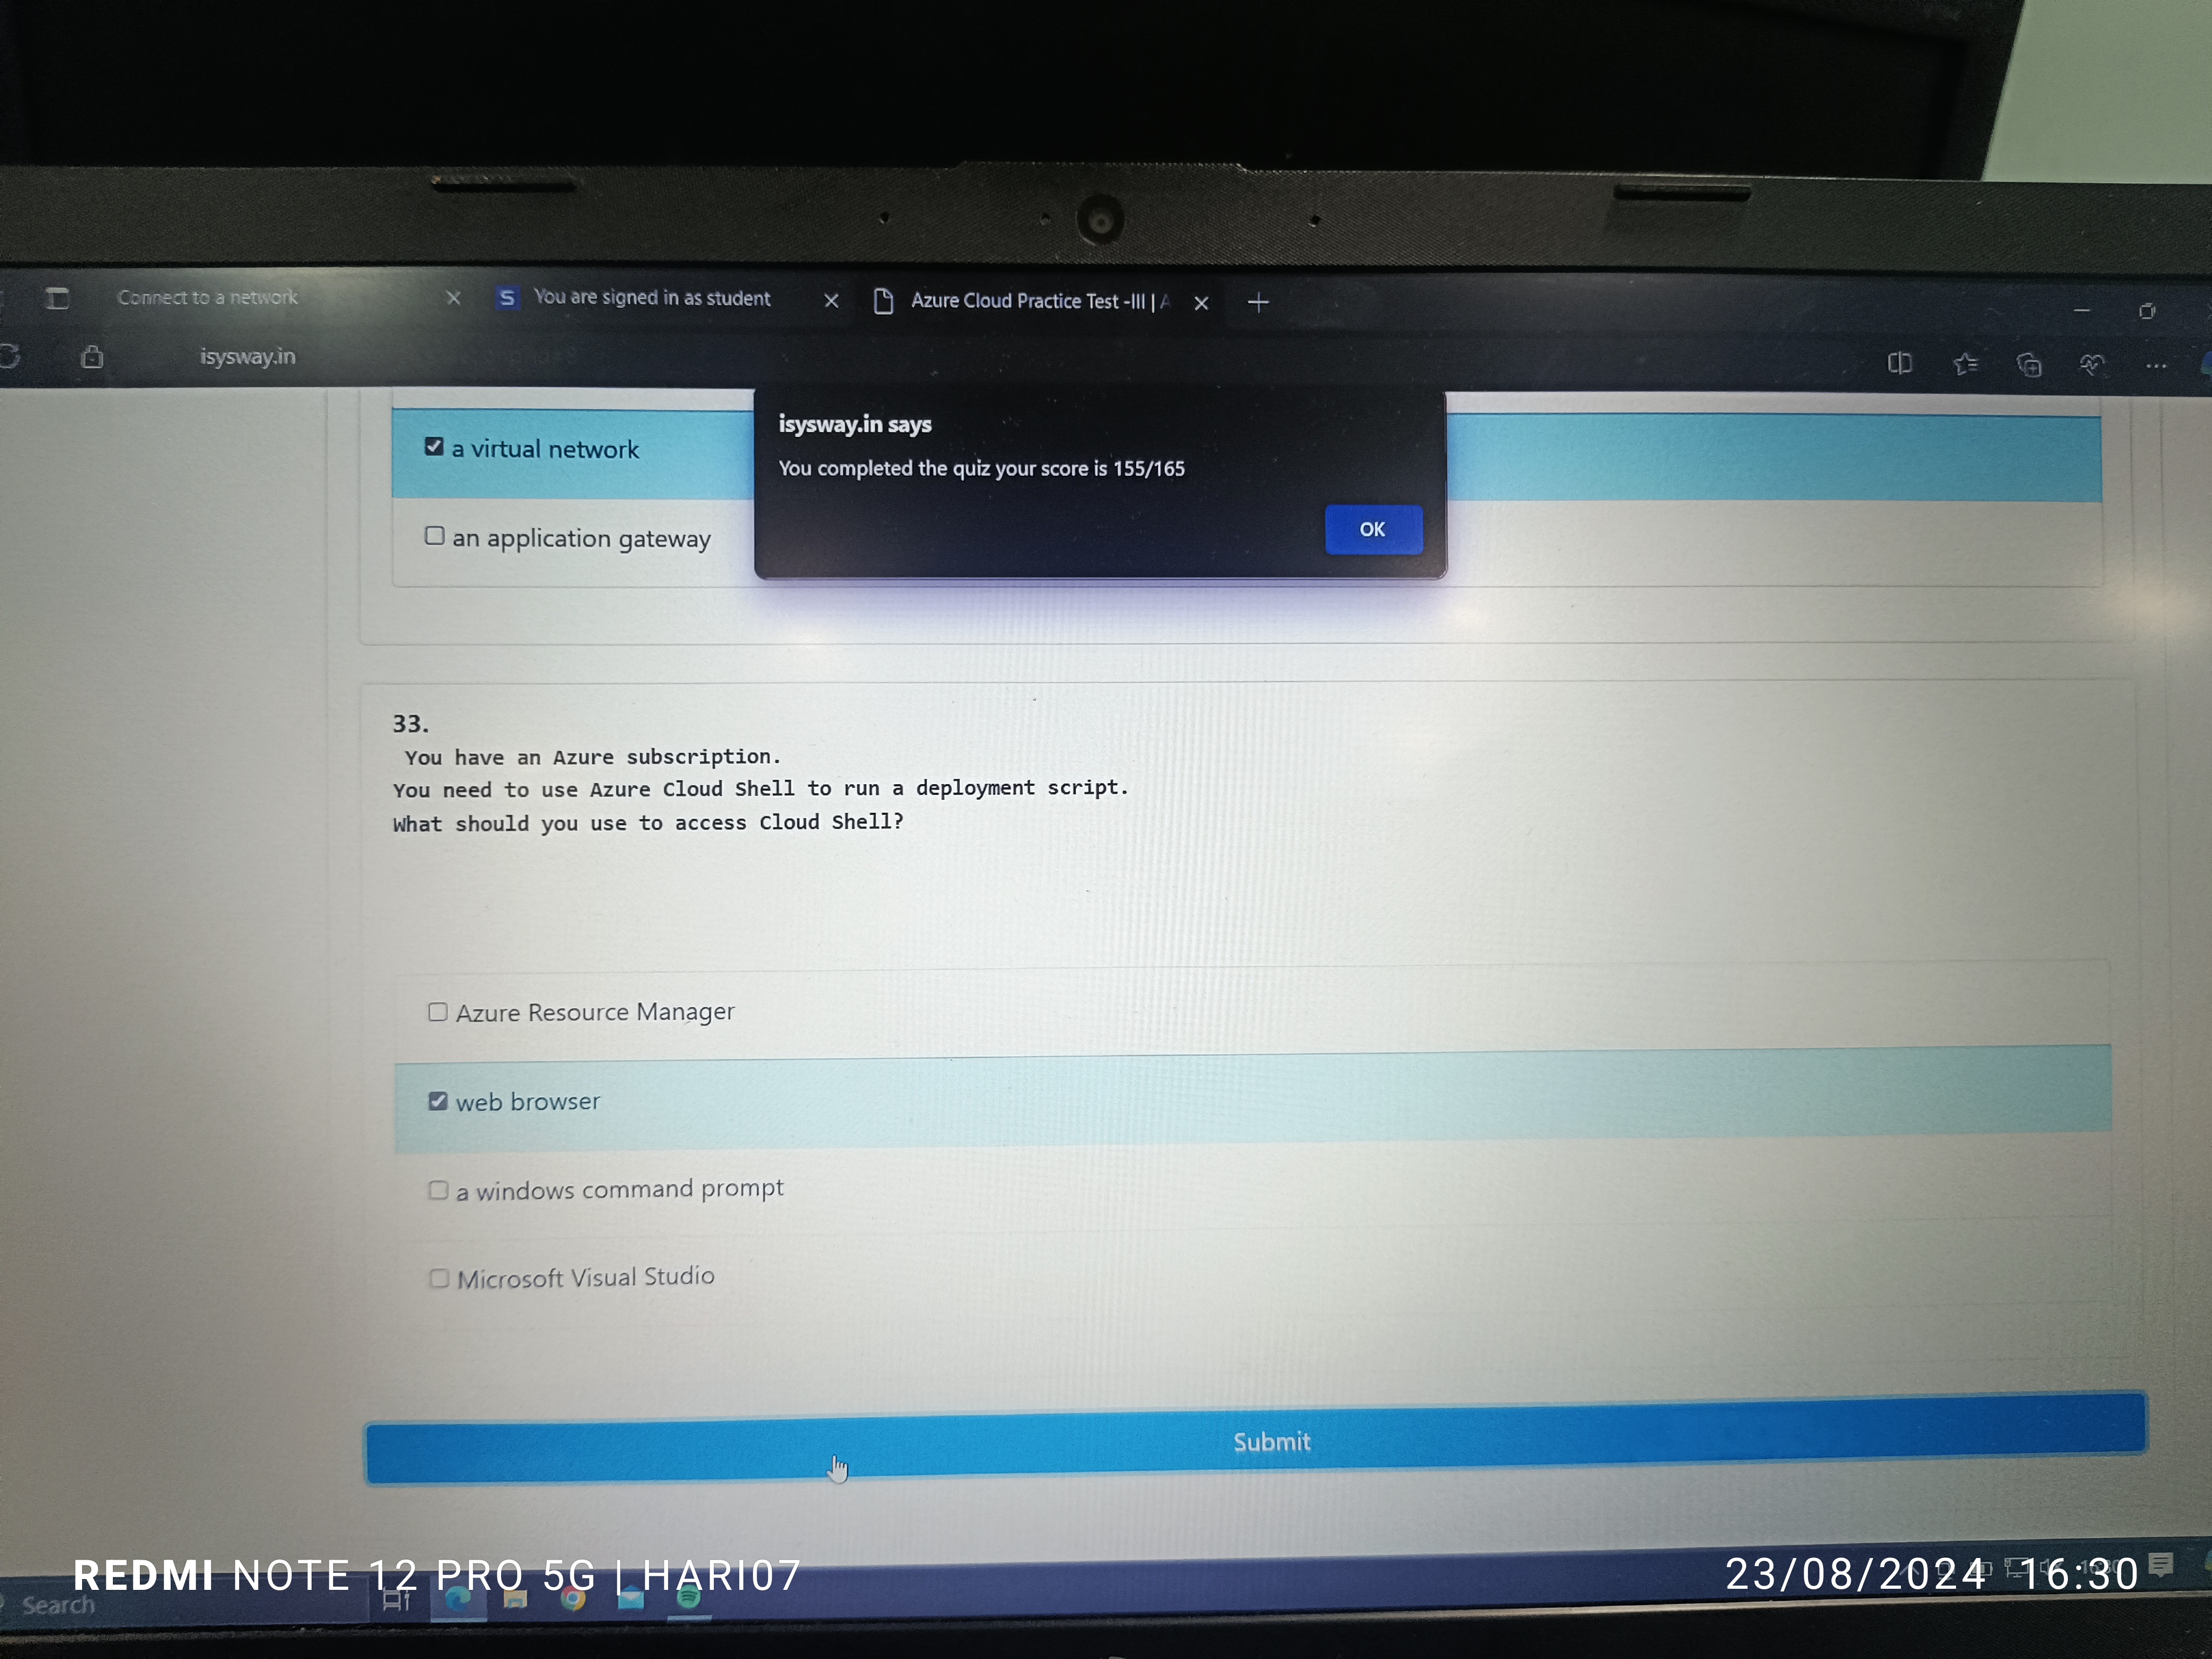 Connect to a network
You are signed in as student
Azure Cloud Practice Test -III | A
isysway.in
isysway.in says
You completed the quiz your score is 155/165
OK
a virtual network
an application gateway
33.
You have an Azure subscription.
You need to use Azure Cloud Shell to run a deployment script.
What should you use to access Cloud Shell?
Azure Resource Manager
web browser
a windows command prompt
Microsoft Visual Studio
Submit
REDMI NOTE 12 PRO 5G | HARI07
23/08/2024 16:30
Search